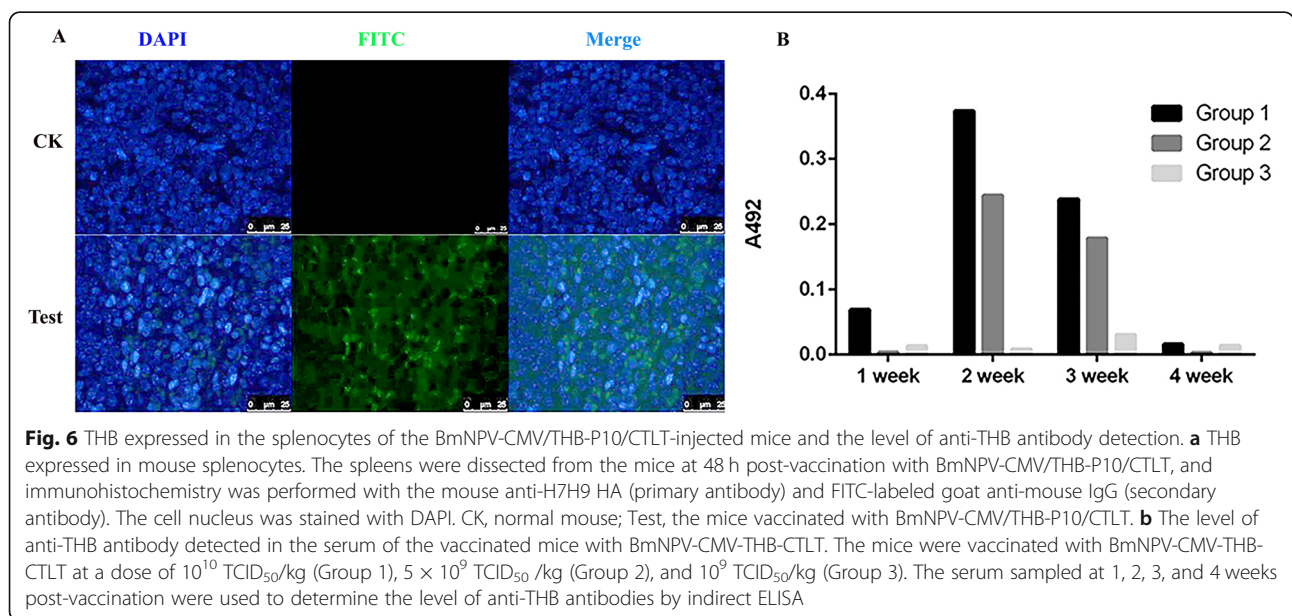 A
DAPI FITC Merge
CK
0 µm 25
0 µm 25
0 µm 25
Test
0 µm 25
0 µm 25
0 µm 25
B
0.4
0.3
0.2
0.1
0.0
A492
Group 1
Group 2
Group 3
1 week 2 week 3 week 4 week
Fig. 6 THB expressed in the splenocytes of the BmNPV-CMV/THB-P10/CTLT-injected mice and the level of anti-THB antibody detection. a THB
expressed in mouse splenocytes. The spleens were dissected from the mice at 48 h post-vaccination with BmNPV-CMV/THB-P10/CTLT, and
immunohistochemistry was performed with the mouse anti-H7H9 HA (primary antibody) and FITC-labeled goat anti-mouse IgG (secondary
antibody). The cell nucleus was stained with DAPI. CK, normal mouse; Test, the mice vaccinated with BmNPV-CMV/THB-P10/CTLT. b The level of
anti-THB antibody detected in the serum of the vaccinated mice with BmNPV-CMV-THB-CTLT. The mice were vaccinated with BmNPV-CMV-THB-
CTLT at a dose of 10¹⁰ TCID₅₀/kg (Group 1), 5 × 10⁹ TCID₅₀ /kg (Group 2), and 10⁹ TCID₅₀/kg (Group 3). The serum sampled at 1, 2, 3, and 4 weeks
post-vaccination were used to determine the level of anti-THB antibodies by indirect ELISA